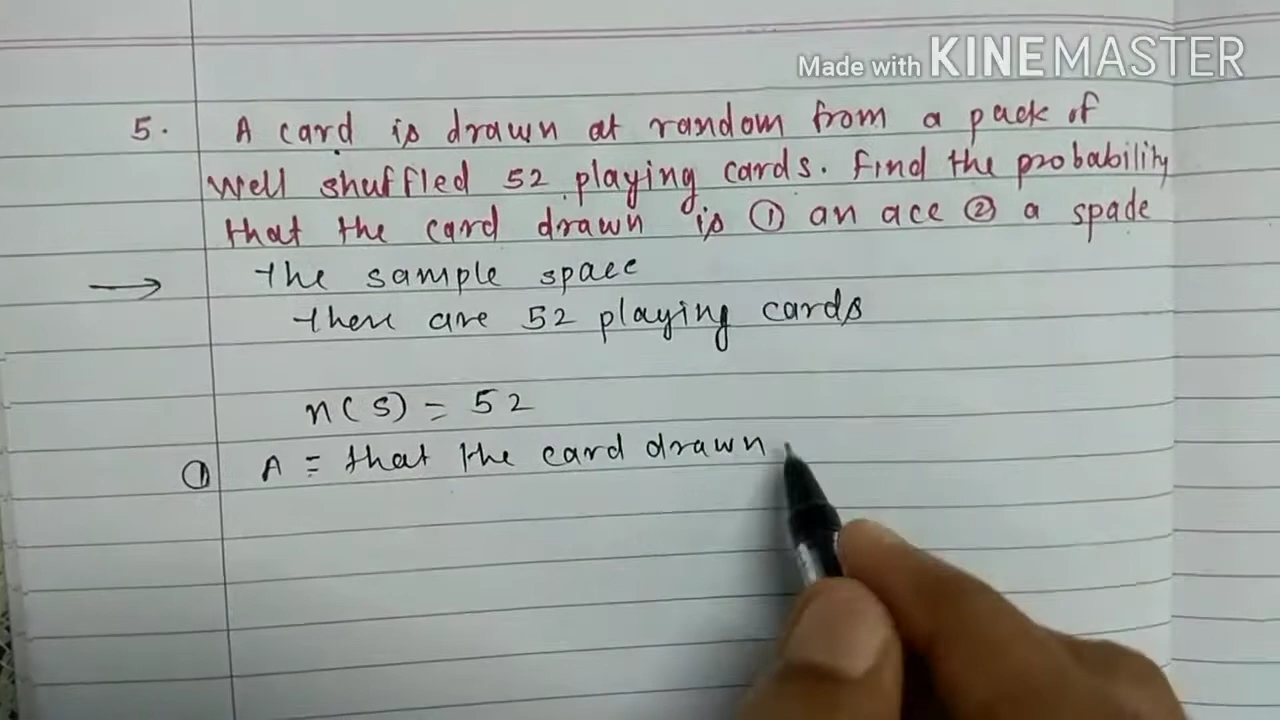 Made with KINEMASTER
5. A card is drawn at random from a pack of
well shuffled 52 playing cards. Find the probability
that the card drawn is ① an ace ② a spade
→ The sample space
there are 52 playing cards
n(S) = 52
① A = that the card drawn